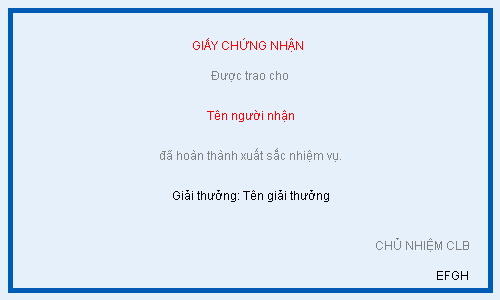 GIẤY CHỨNG NHẬN
Được trao cho
Tên người nhận
đã hoàn thành xuất sắc nhiệm vụ.
Giải thưởng: Tên giải thưởng
CHỦ NHIỆM CLB
EFGH